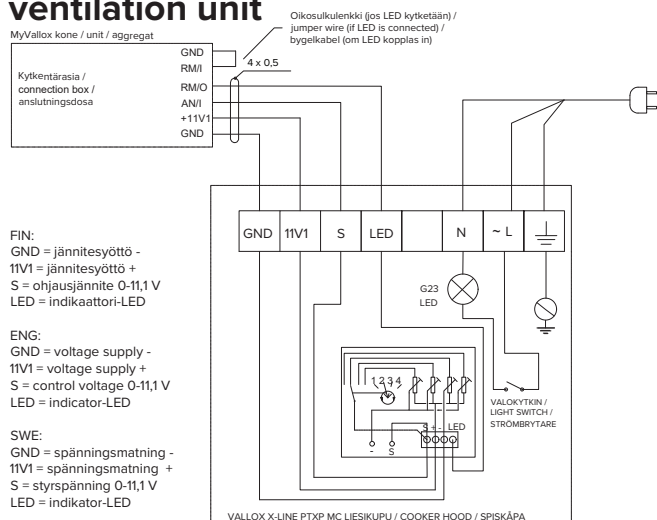 ventilation unit
MyVallox kone / unit / aggregat
Oikosulkulenkki (jos LED kytketään) /
jumper wire (if LED is connected) /
bygelkabel (om LED kopplas in)
GND
RM/I
4 x 0,5
Kytkentärasia /
connection box /
anslutningsdosa
RM/O
AN/I
+11V1
GND
GND
11V1
S
LED
N
~ L
FIN:
GND = jännitesyöttö -
11V1 = jännitesyöttö +
S = ohjausjännite 0-11,1 V
LED = indikaattori-LED
G23
LED
ENG:
GND = voltage supply -
11V1 = voltage supply +
S = control voltage 0-11,1 V
LED = indicator-LED
1 2 3 4
VALOKYTKIN /
LIGHT SWITCH /
STRÖMBRYTARE
S + - LED
- S
SWE:
GND = spänningsmatning -
11V1 = spänningsmatning +
S = styrspänning 0-11,1 V
LED = indikator-LED
VALLOX X-LINE PTXP MC LIESIKUPU / COOKER HOOD / SPISKÅPA